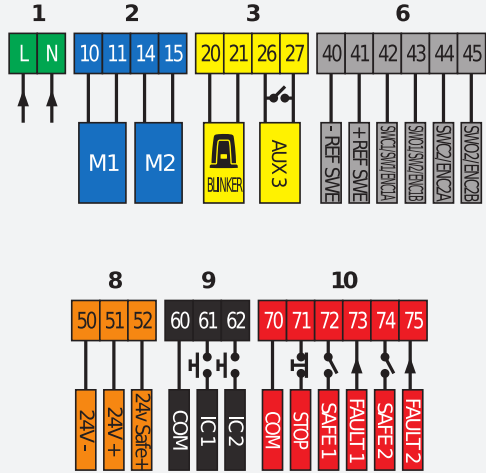 1 2 3 6
L N 10 11 14 15 20 21 26 27 40 41 42 43 44 45
M1 M2 BLINKER AUX 3
- REF SWE
+ REF SWE
SWC1/SW1/ENC1A
SWO1/SW2/ENC1B
SWC2/ENC2A
SWO2/ENC2B
8 9 10
50 51 52 60 61 62 70 71 72 73 74 75
24V -
24V +
24v Safe+
COM
IC 1
IC 2
COM
STOP
SAFE 1
FAULT 1
SAFE 2
FAULT 2